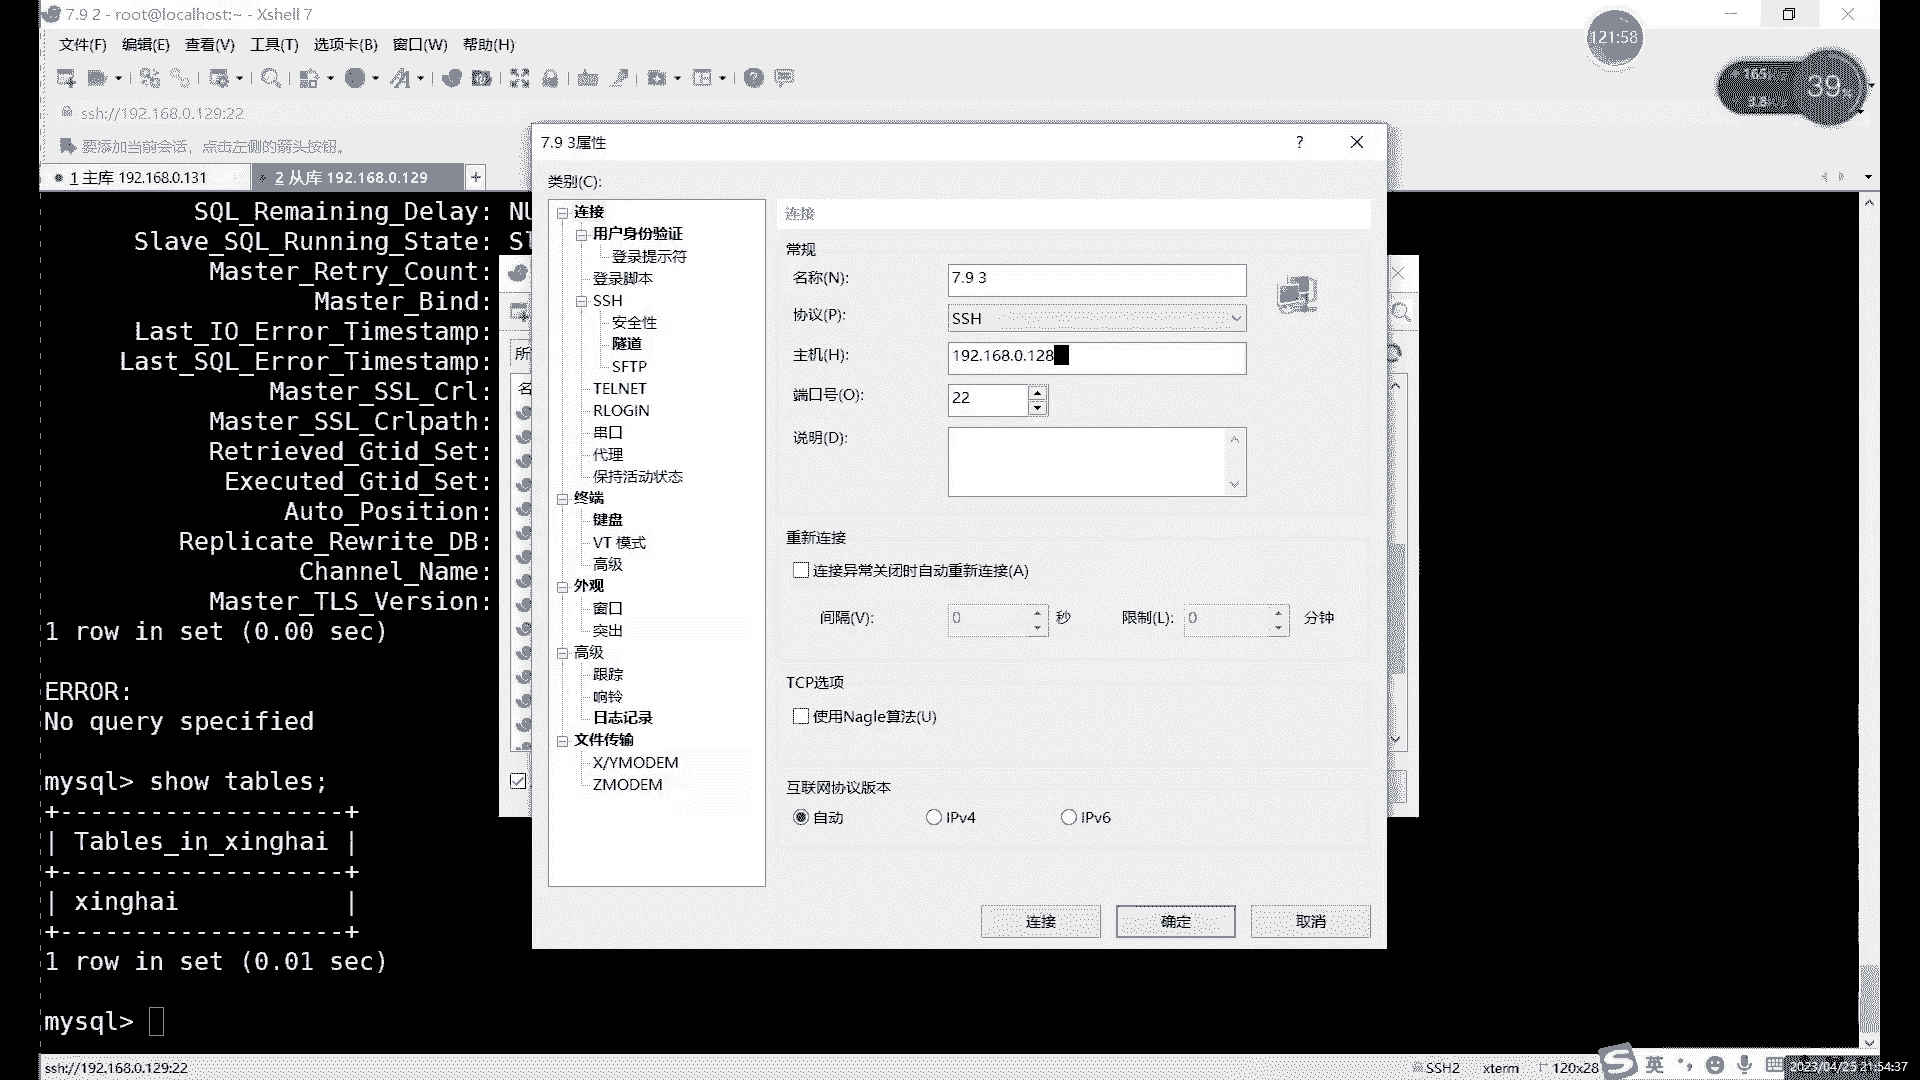 7.9 2 - root@localhost:~ - Xshell 7
文件(F) 编辑(E) 查看(V) 工具(T) 选项卡(B) 窗口(W) 帮助(H)
121:58
39
ssh://192.168.0.129:22
要添加当前会话，点击左侧的箭头按钮。
1 主库 192.168.0.131
2 从库 192.168.0.129
+
SQL_Remaining_Delay: NU
Slave_SQL_Running_State: Sl
Master_Retry_Count:
Master_Bind:
Last_IO_Error_Timestamp:
Last_SQL_Error_Timestamp:
Master_SSL_Crl:
Master_SSL_Crlpath:
Retrieved_Gtid_Set:
Executed_Gtid_Set:
Auto_Position:
Replicate_Rewrite_DB:
Channel_Name:
Master_TLS_Version:
1 row in set (0.00 sec)
ERROR:
No query specified
mysql> show tables;
+-------------------+
| Tables_in_xinghai |
+-------------------+
| xinghai           |
+-------------------+
1 row in set (0.01 sec)
mysql>
所
名
7.9 3属性
?
类别(C):
连接
用户身份验证
登录提示符
登录脚本
SSH
安全性
隧道
SFTP
TELNET
RLOGIN
串口
代理
保持活动状态
终端
键盘
VT 模式
高级
外观
窗口
突出
高级
跟踪
响铃
日志记录
文件传输
X/YMODEM
ZMODEM
连接
常规
名称(N): 7.9 3
协议(P): SSH
主机(H): 192.168.0.128
端口号(O): 22
说明(D):
重新连接
连接异常关闭时自动重新连接(A)
间隔(V): 0 秒 限制(L): 0 分钟
TCP选项
使用Nagle算法(U)
互联网协议版本
自动 IPv4 IPv6
连接 确定 取消
ssh://192.168.0.129:22
SSH2 xterm 120x28
英
2023/04/25 21:54:37